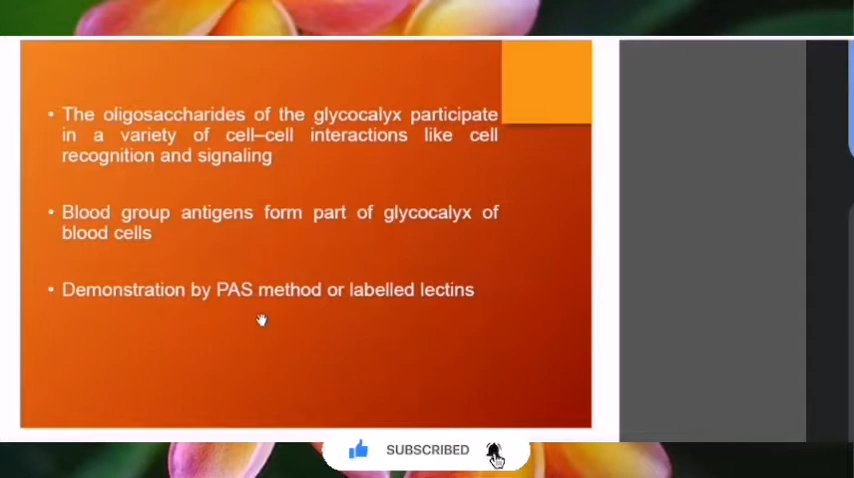 • The oligosaccharides of the glycocalyx participate
in a variety of cell–cell interactions like cell
recognition and signaling
• Blood group antigens form part of glycocalyx of
blood cells
• Demonstration by PAS method or labelled lectins
SUBSCRIBED